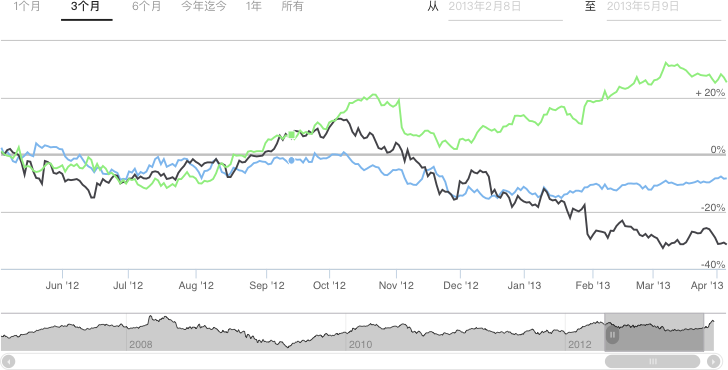 1个月 3个月 6个月 今年迄今 1年 所有 从 2013年2月8日 至 2013年5月9日
+ 20%
0%
-20%
-40%
Jun '12 Jul '12 Aug '12 Sep '12 Oct '12 Nov '12 Dec '12 Jan '13 Feb '13 Mar '13 Apr '13
2008 2010 2012